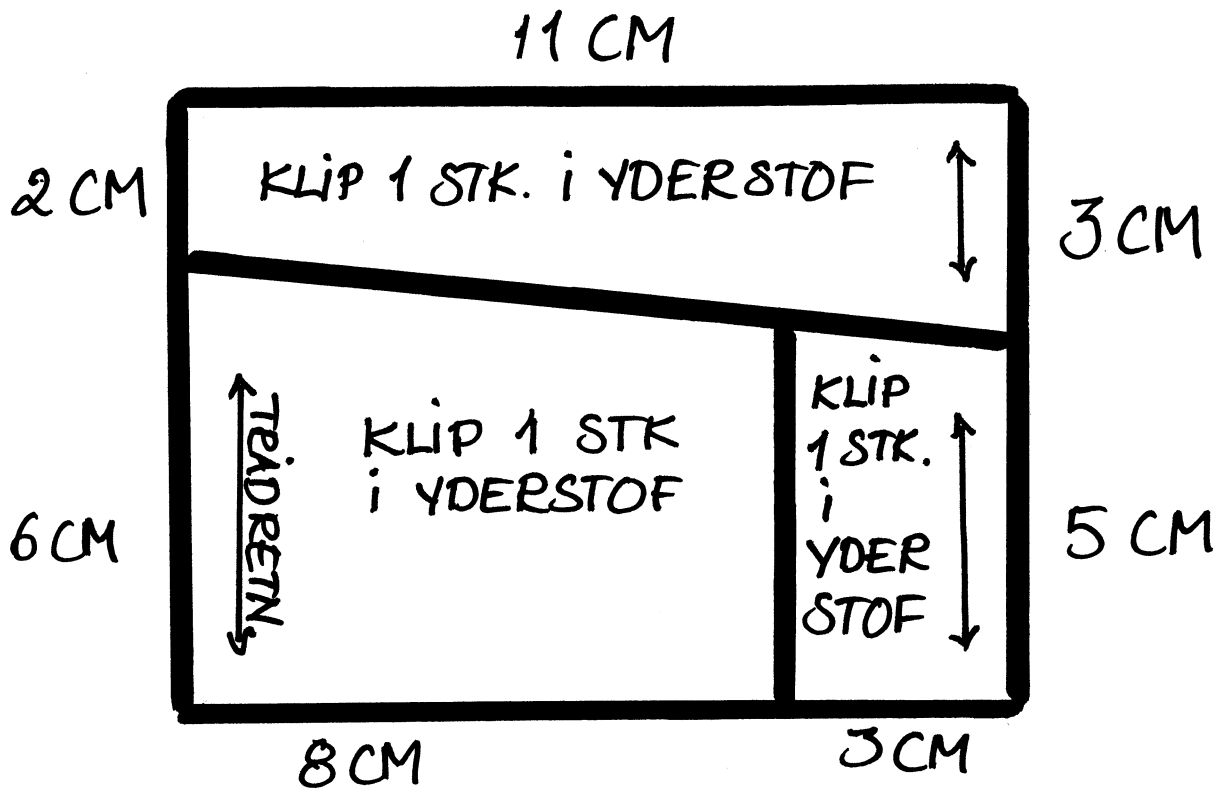 11 CM
2 CM
KLiP 1 STK. i YDERSTOF
3 CM
TRÅDRETN.
KLiP 1 STK
i YDERSTOF
KLiP
1 STK.
i
YDER
STOF
6 CM
5 CM
8 CM
3 CM